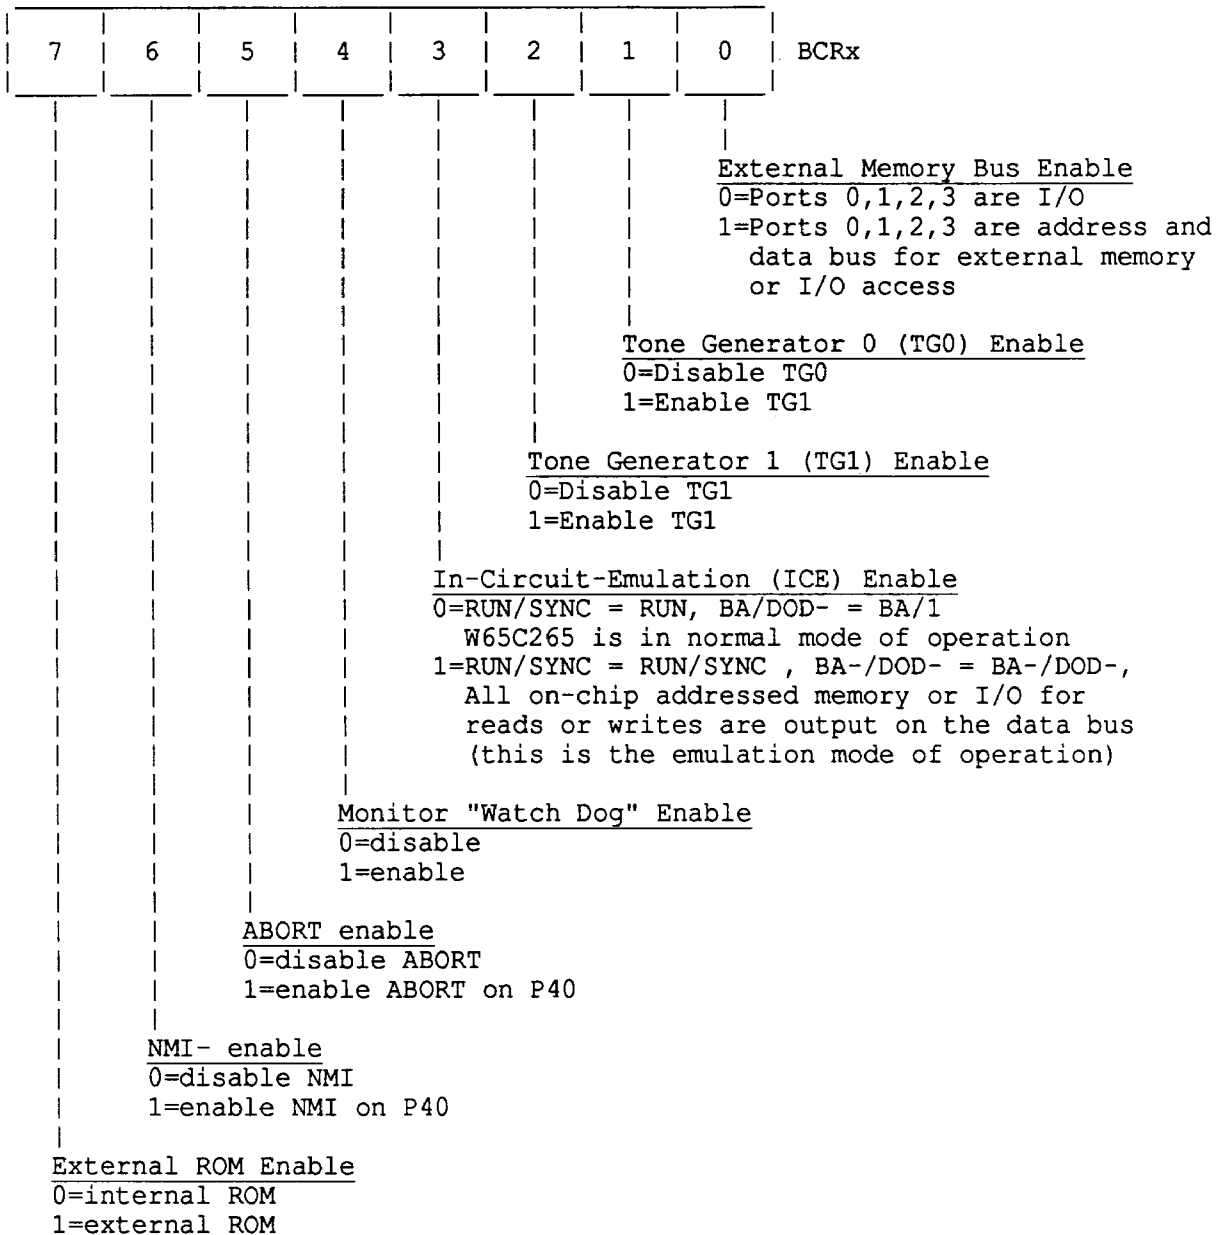 7 6 5 4 3 2 1 0 BCRx
External Memory Bus Enable
0=Ports 0,1,2,3 are I/O
1=Ports 0,1,2,3 are address and
data bus for external memory
or I/O access
Tone Generator 0 (TG0) Enable
0=Disable TG0
1=Enable TG1
Tone Generator 1 (TG1) Enable
0=Disable TG1
1=Enable TG1
In-Circuit-Emulation (ICE) Enable
0=RUN/SYNC = RUN, BA/DOD- = BA/1
W65C265 is in normal mode of operation
1=RUN/SYNC = RUN/SYNC , BA-/DOD- = BA-/DOD-,
All on-chip addressed memory or I/O for
reads or writes are output on the data bus
(this is the emulation mode of operation)
Monitor "Watch Dog" Enable
0=disable
1=enable
ABORT enable
0=disable ABORT
1=enable ABORT on P40
NMI- enable
0=disable NMI
1=enable NMI on P40
External ROM Enable
0=internal ROM
1=external ROM